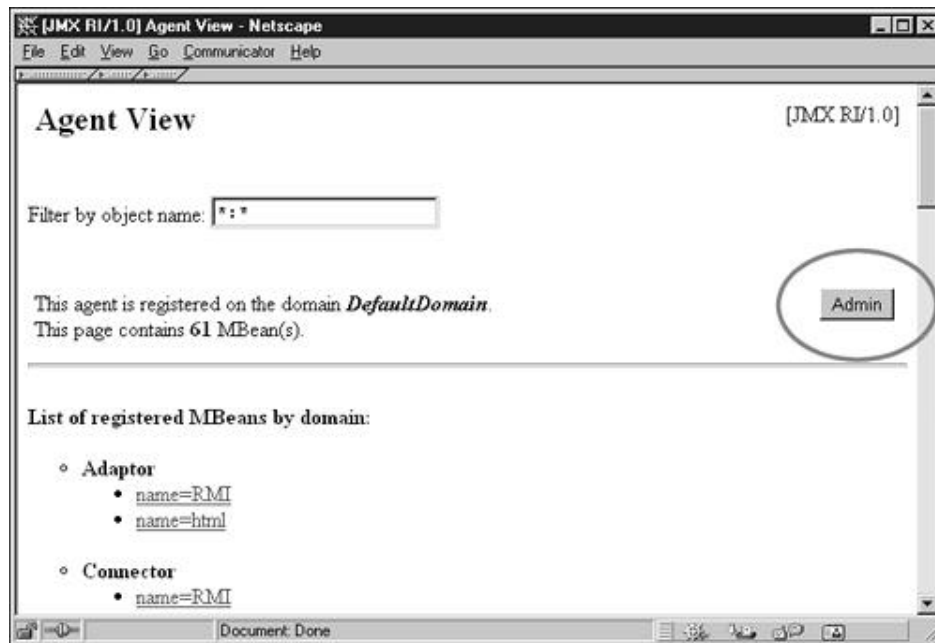 [JMX RI/1.0] Agent View - Netscape
File Edit View Go Communicator Help
Agent View
[JMX RI/1.0]
Filter by object name: *:*
This agent is registered on the domain DefaultDomain.
Admin
This page contains 61 MBean(s).
List of registered MBeans by domain:
Adaptor
name=RMI
name=html
Connector
name=RMI
Document: Done